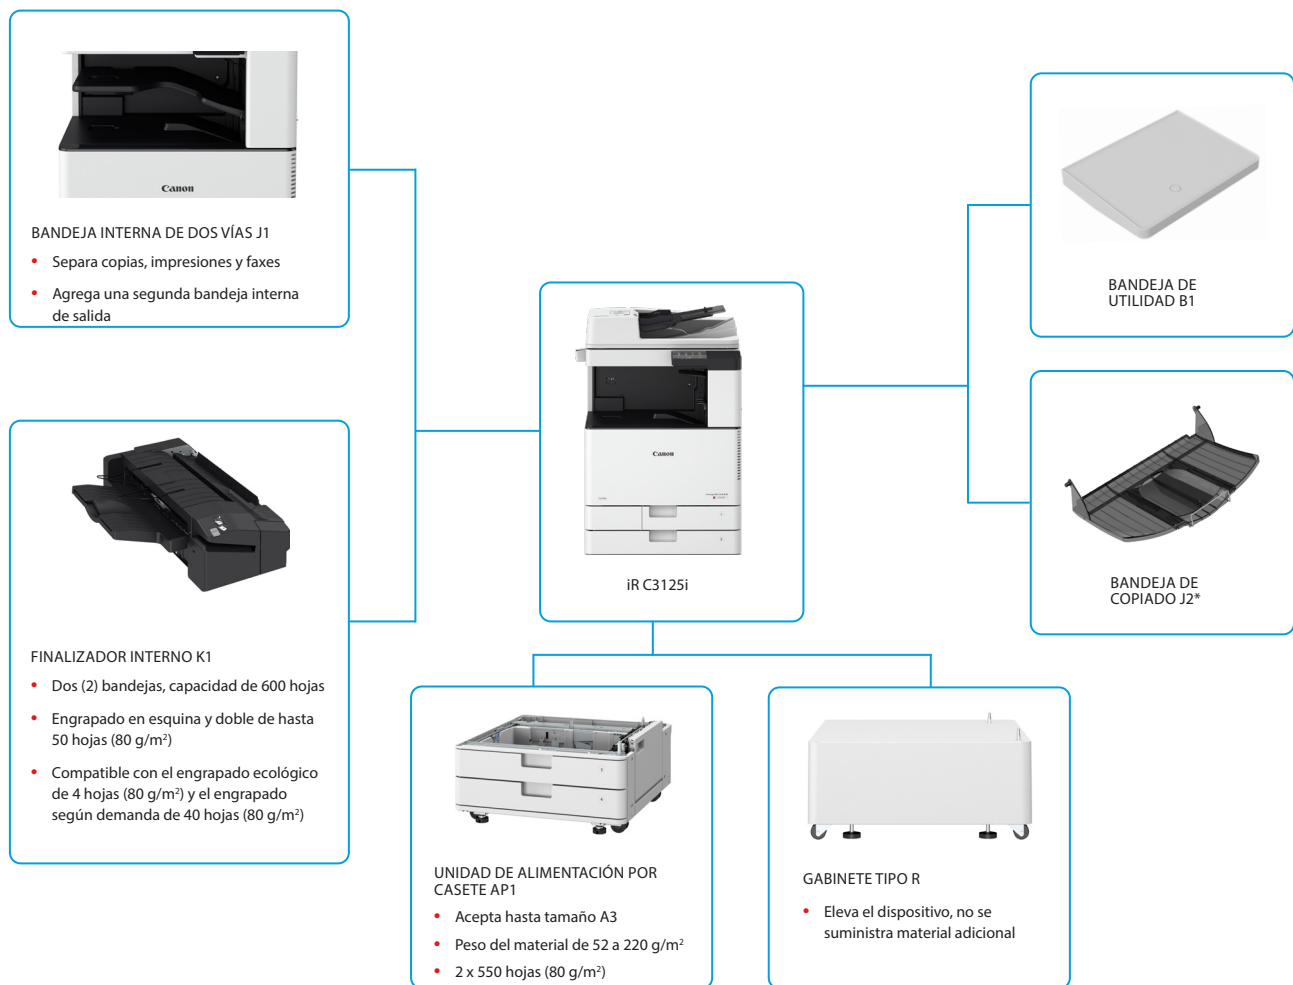 Canon
BANDEJA INTERNA DE DOS VÍAS J1
• Separa copias, impresiones y faxes
• Agrega una segunda bandeja interna
de salida
FINALIZADOR INTERNO K1
• Dos (2) bandejas, capacidad de 600 hojas
• Engrapado en esquina y doble de hasta
50 hojas (80 g/m²)
• Compatible con el engrapado ecológico
de 4 hojas (80 g/m²) y el engrapado
según demanda de 40 hojas (80 g/m²)
Canon
iR C3125i
BANDEJA DE
UTILIDAD B1
BANDEJA DE
COPIADO J2*
UNIDAD DE ALIMENTACIÓN POR
CASETE AP1
• Acepta hasta tamaño A3
• Peso del material de 52 a 220 g/m²
• 2 x 550 hojas (80 g/m²)
GABINETE TIPO R
• Eleva el dispositivo, no se
suministra material adicional